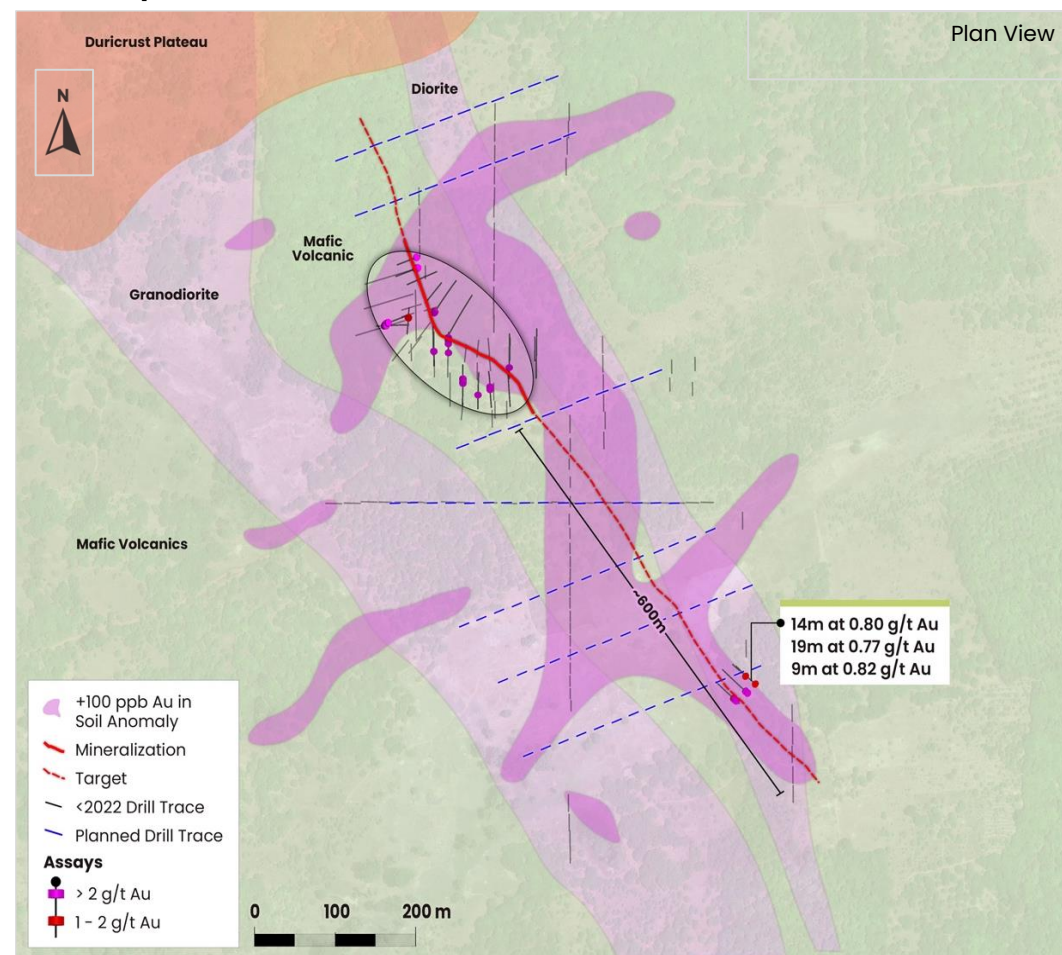 Plan View
Duricrust Plateau
N
Diorite
Mafic
Volcanic
Granodiorite
Mafic Volcanics
~600m
14m at 0.80 g/t Au
19m at 0.77 g/t Au
9m at 0.82 g/t Au
+100 ppb Au in
Soil Anomaly
Mineralization
Target
<2022 Drill Trace
Planned Drill Trace
Assays
> 2 g/t Au
1 - 2 g/t Au
0 100 200 m